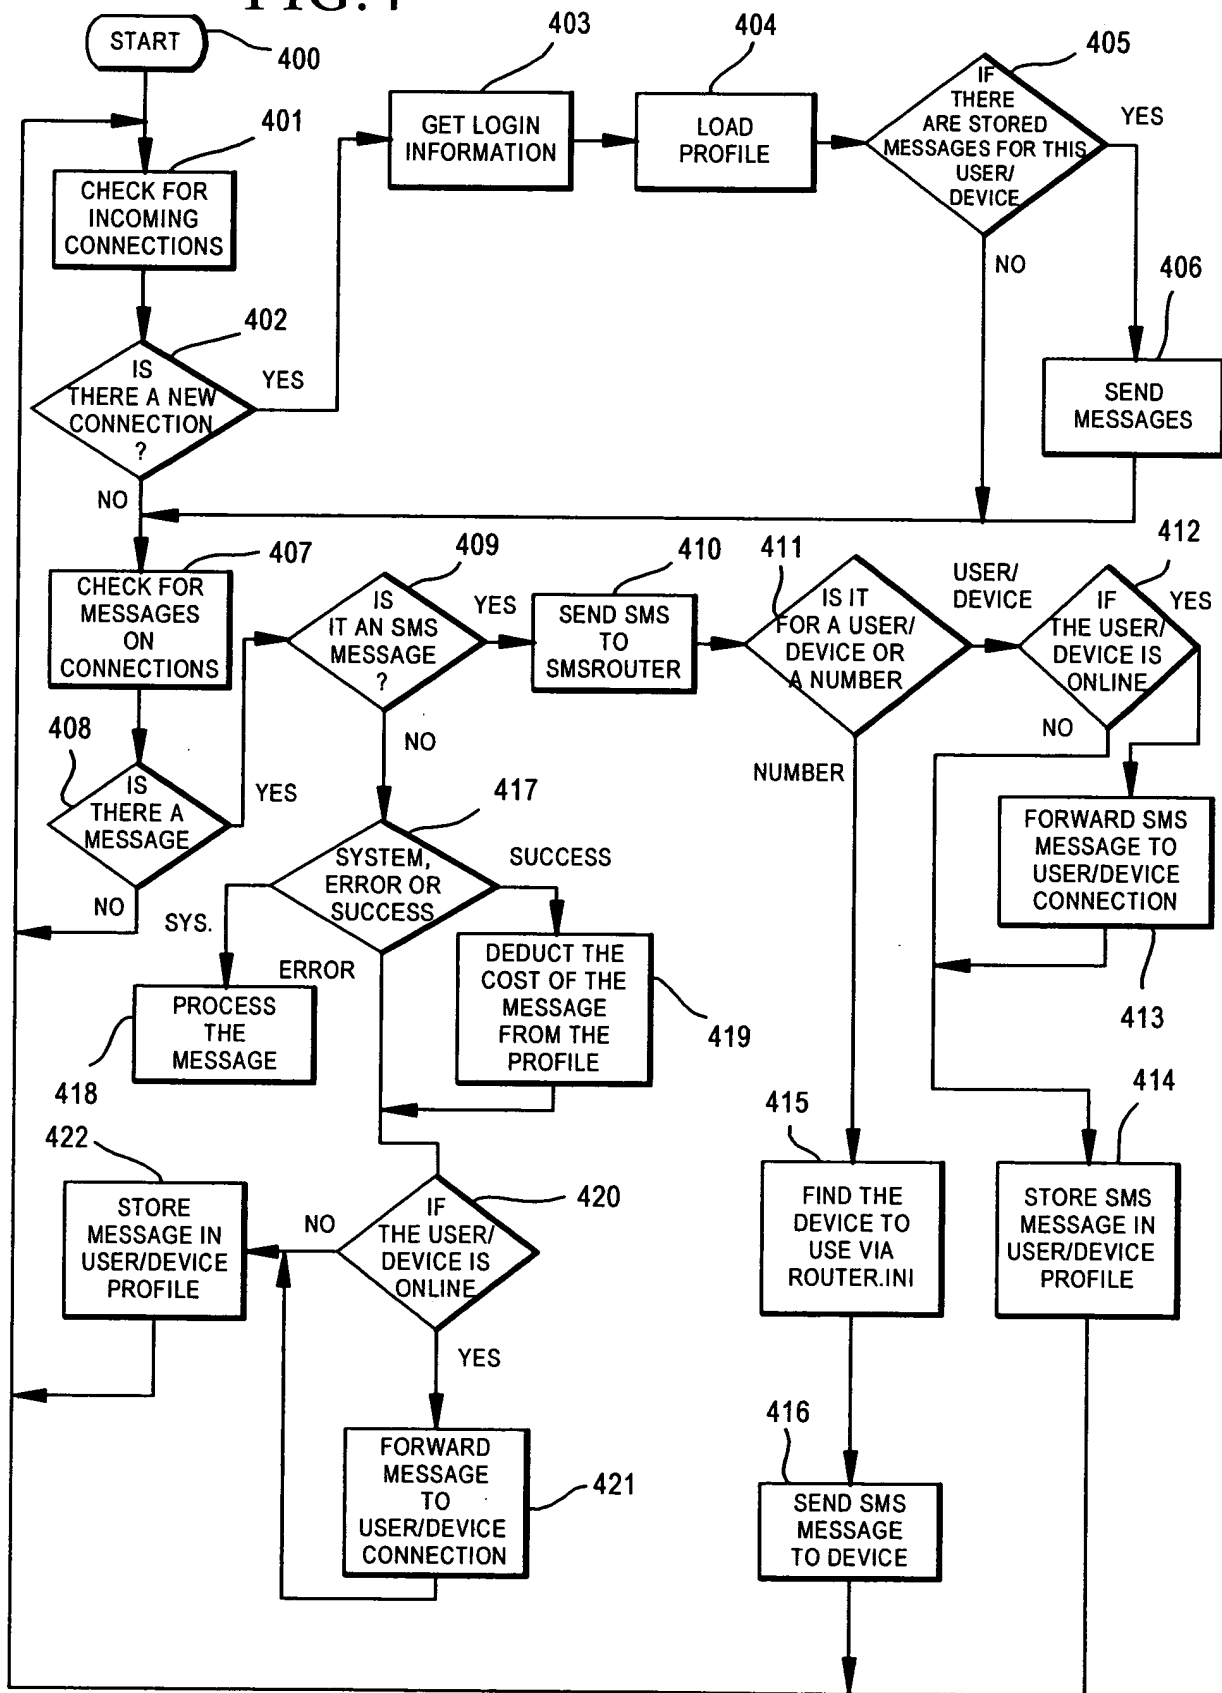 FIG. 4
START
400
401
CHECK FOR
INCOMING
CONNECTIONS
402
IS
THERE A NEW
CONNECTION
?
YES
NO
403
GET LOGIN
INFORMATION
404
LOAD
PROFILE
405
IF
THERE
ARE STORED
MESSAGES FOR THIS
USER/
DEVICE
YES
NO
406
SEND
MESSAGES
407
CHECK FOR
MESSAGES
ON
CONNECTIONS
408
IS
THERE A
MESSAGE
YES
NO
409
IS
IT AN SMS
MESSAGE
?
YES
NO
410
SEND SMS
TO
SMSROUTER
411
IS IT
FOR A USER/
DEVICE OR
A NUMBER
USER/
DEVICE
NUMBER
412
IF
THE USER/
DEVICE IS
ONLINE
YES
NO
FORWARD SMS
MESSAGE TO
USER/DEVICE
CONNECTION
413
414
STORE SMS
MESSAGE IN
USER/DEVICE
PROFILE
415
FIND THE
DEVICE TO
USE VIA
ROUTER.INI
416
SEND SMS
MESSAGE
TO DEVICE
417
SYSTEM,
ERROR OR
SUCCESS
SUCCESS
SYS.
ERROR
PROCESS
THE
MESSAGE
418
DEDUCT THE
COST OF THE
MESSAGE
FROM THE
PROFILE
419
420
IF
THE USER/
DEVICE IS
ONLINE
NO
YES
422
STORE
MESSAGE IN
USER/DEVICE
PROFILE
FORWARD
MESSAGE
TO
USER/DEVICE
CONNECTION
421